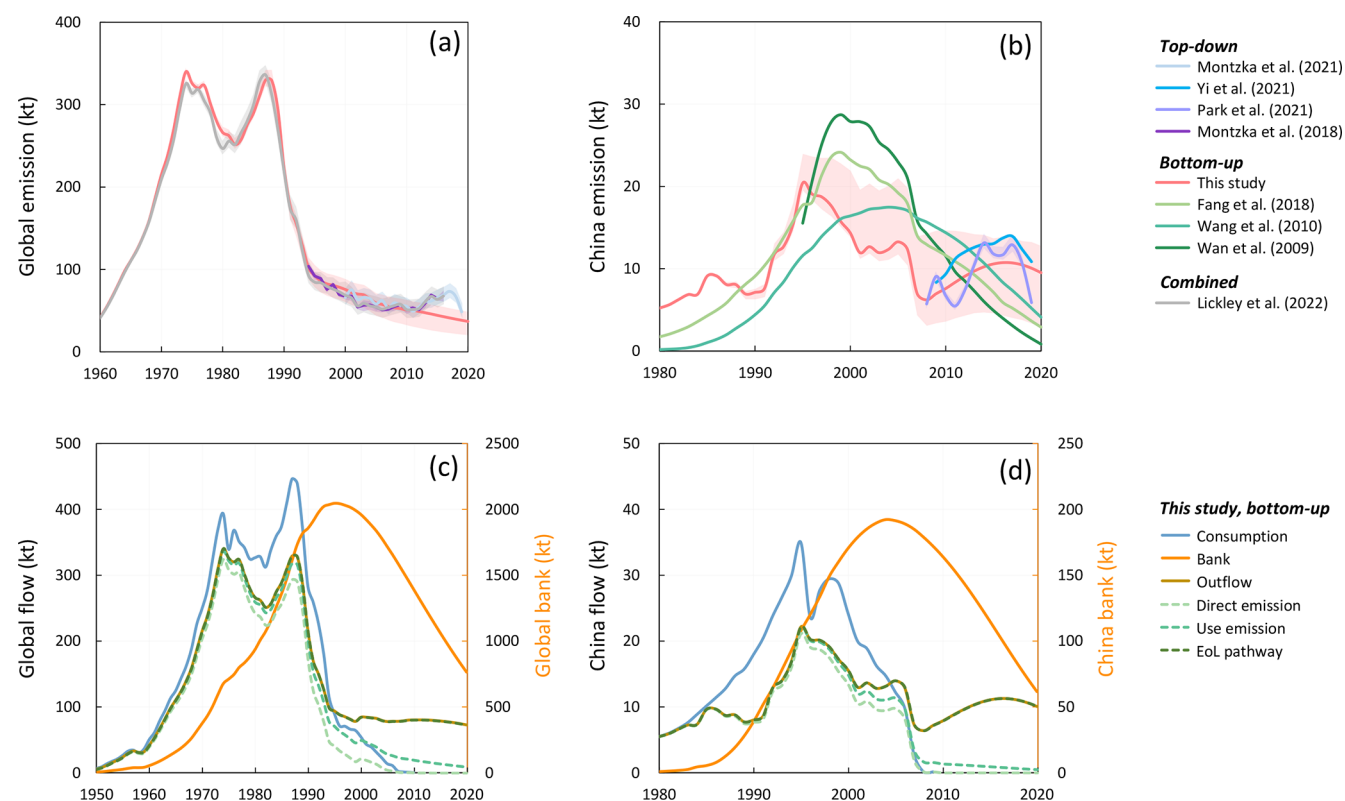 (a)
Global emission (kt)
400
300
200
100
0
1960 1970 1980 1990 2000 2010 2020
(b)
China emission (kt)
40
30
20
10
0
1980 1990 2000 2010 2020
Top-down
Montzka et al. (2021)
Yi et al. (2021)
Park et al. (2021)
Montzka et al. (2018)
Bottom-up
This study
Fang et al. (2018)
Wang et al. (2010)
Wan et al. (2009)
Combined
Lickley et al. (2022)
(c)
Global flow (kt)
500
400
300
200
100
0
1950 1960 1970 1980 1990 2000 2010 2020
2500
2000
1500
1000
500
0
Global bank (kt)
(d)
China flow (kt)
50
40
30
20
10
0
1980 1990 2000 2010 2020
250
200
150
100
50
0
China bank (kt)
This study, bottom-up
Consumption
Bank
Outflow
Direct emission
Use emission
EoL pathway